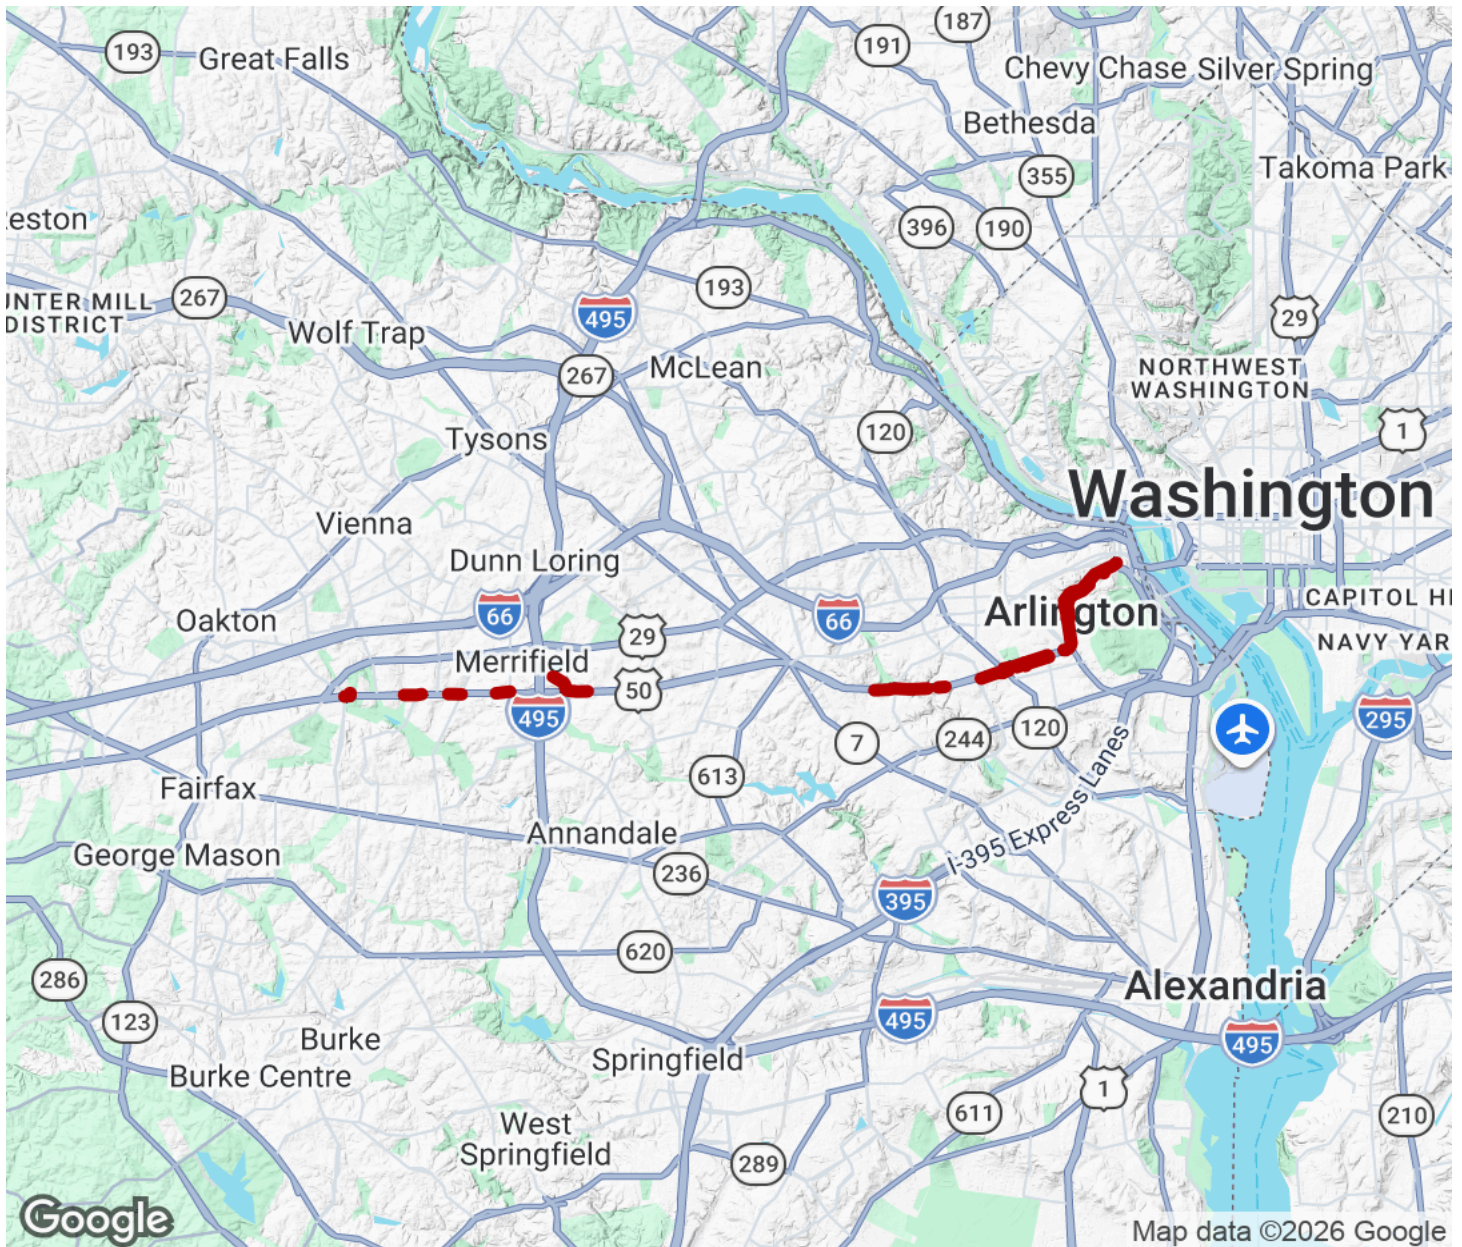 187
191
193
Great Falls
Chevy Chase
Silver Spring
Bethesda
Takoma Park
355
396
190
eston
193
267
UNTER MILL
DISTRICT
495
29
Wolf Trap
267
McLean
NORTHWEST
WASHINGTON
120
1
Tysons
Washington
Vienna
Dunn Loring
66
Oakton
66
29
Arlington
CAPITOL HI
NAVY YAR
Merrifield
50
495
7
244
120
295
613
Fairfax
Annandale
I-395 Express Lanes
George Mason
236
395
620
286
Alexandria
123
495
495
Burke
Springfield
Burke Centre
1
611
210
West
Springfield
289
Google
Map data ©2026 Google